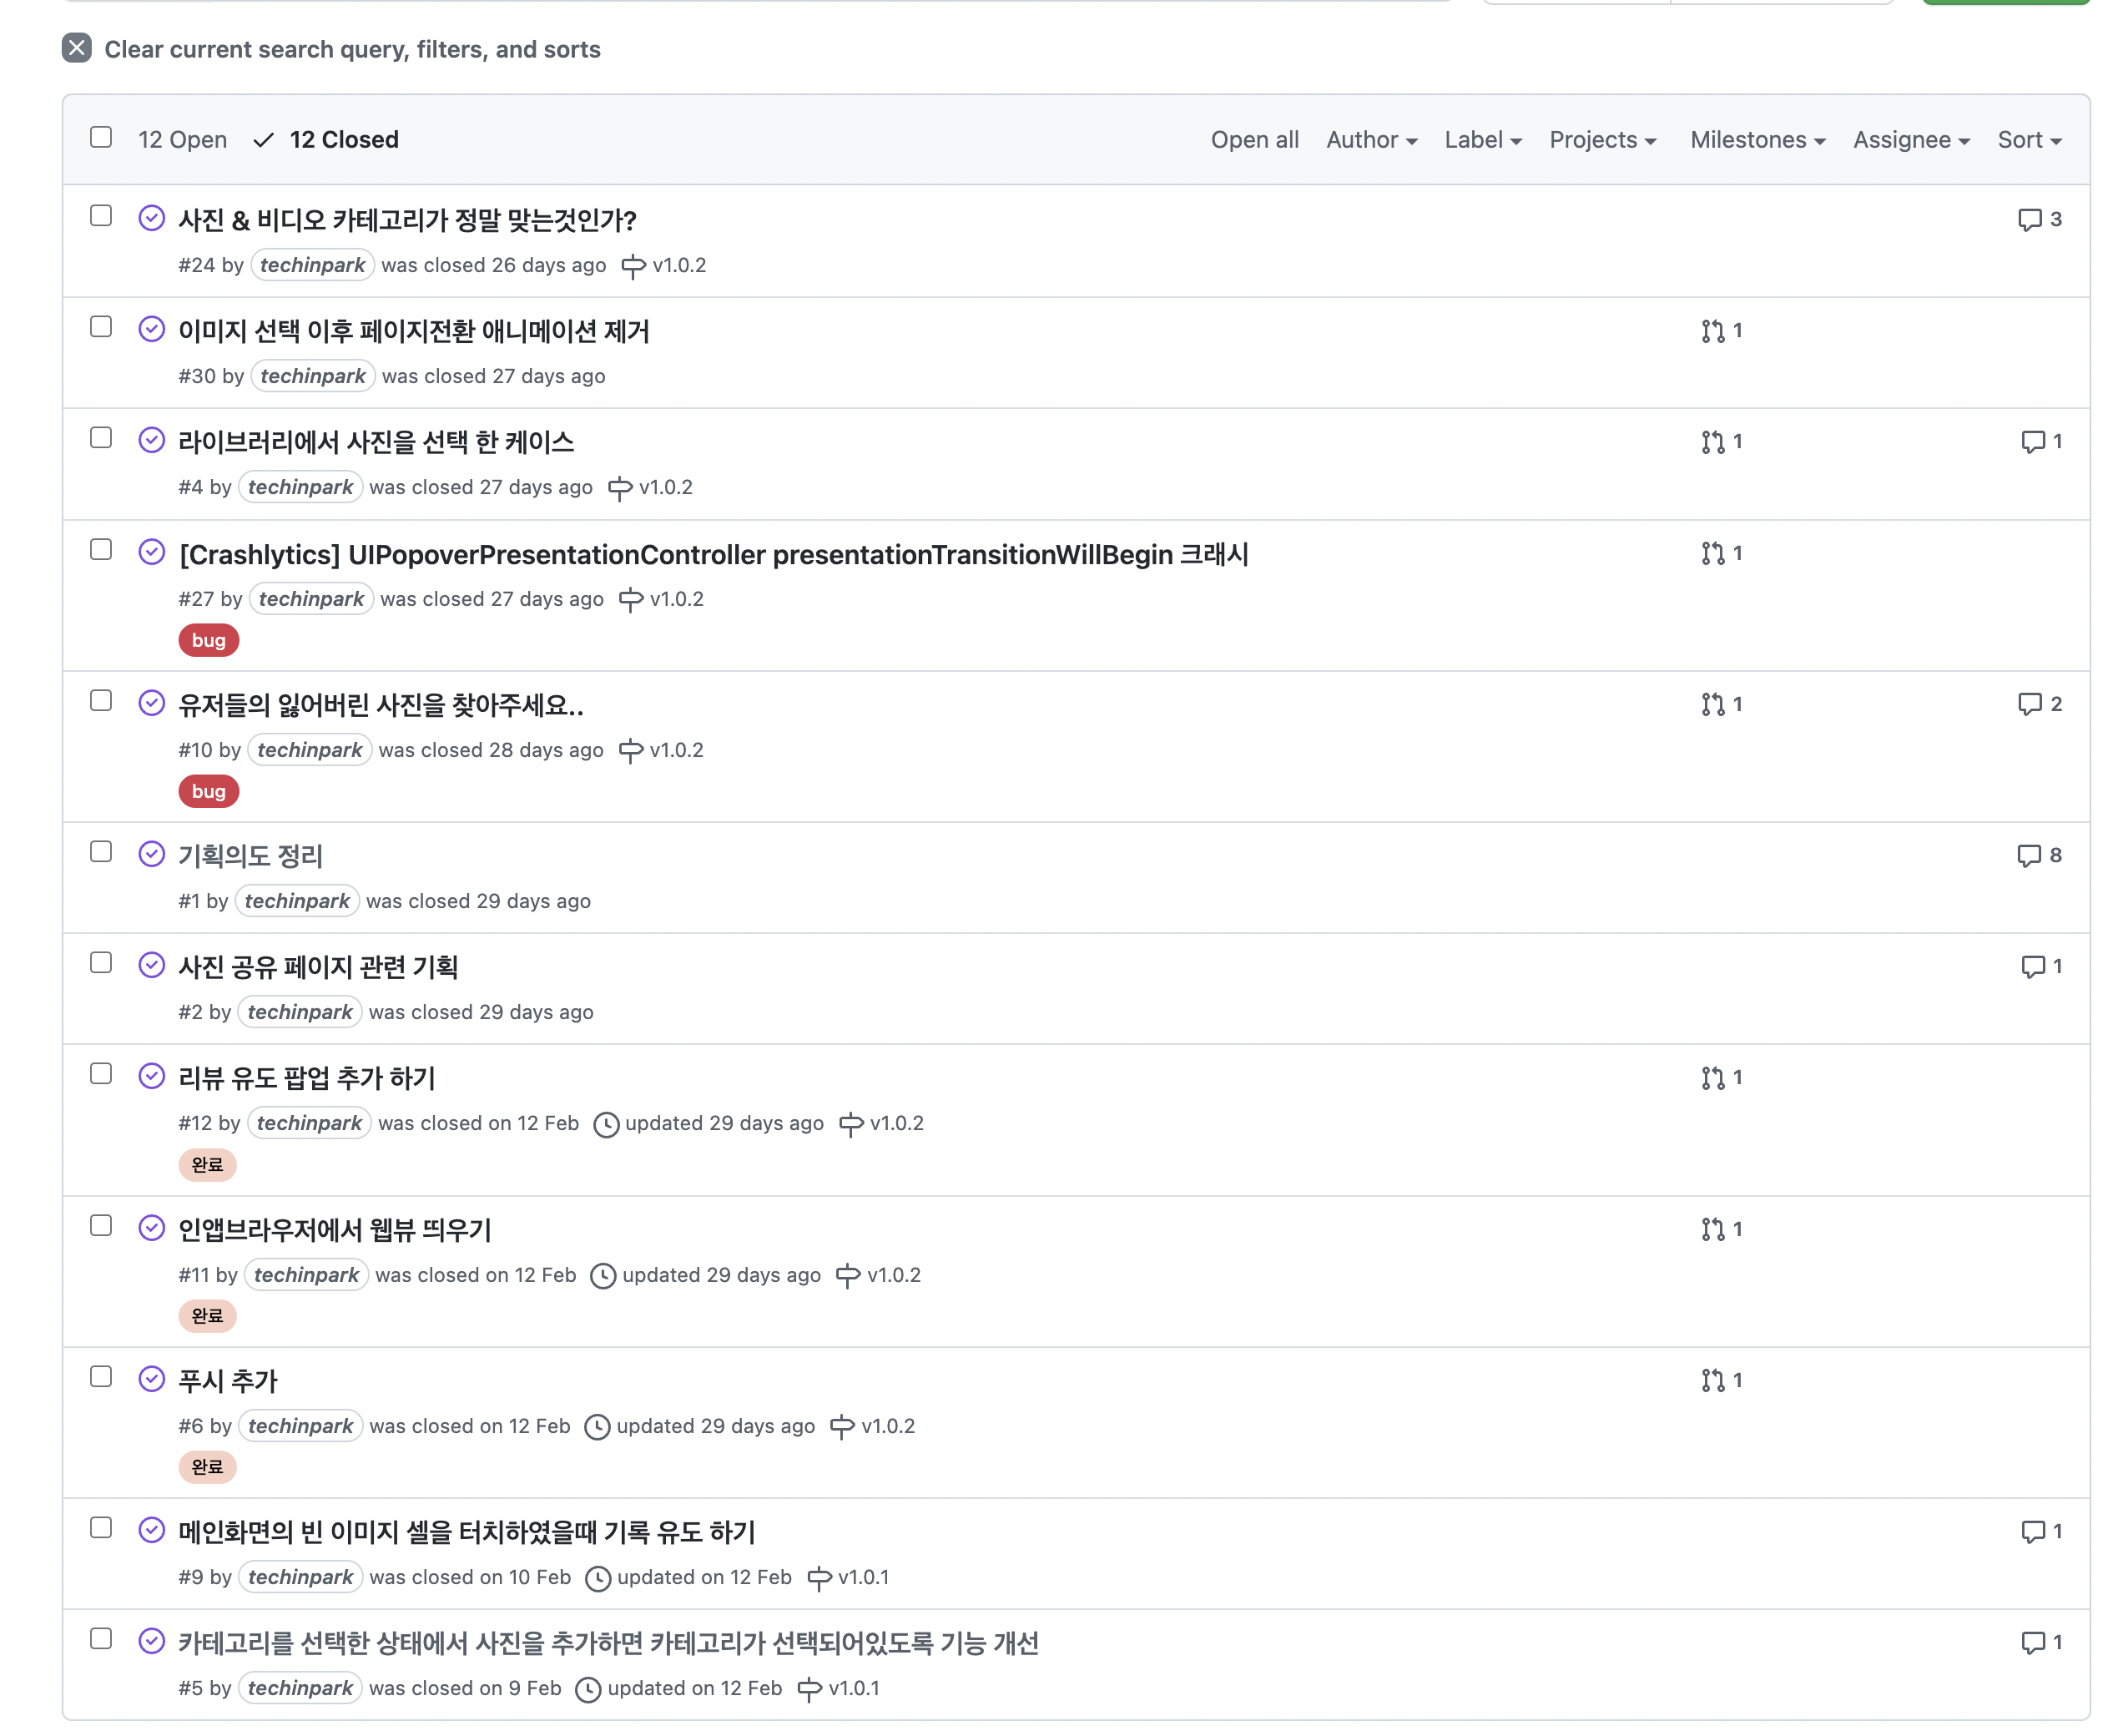 Clear current search query, filters, and sorts
12 Open 12 Closed Open all Author Label Projects Milestones Assignee Sort
사진 & 비디오 카테고리가 정말 맞는것인가? 3
#24 by techinpark was closed 26 days ago v1.0.2
이미지 선택 이후 페이지전환 애니메이션 제거 1
#30 by techinpark was closed 27 days ago
라이브러리에서 사진을 선택 한 케이스 1 1
#4 by techinpark was closed 27 days ago v1.0.2
[Crashlytics] UIPopoverPresentationController presentationTransitionWillBegin 크래시 1
#27 by techinpark was closed 27 days ago v1.0.2
bug
유저들의 잃어버린 사진을 찾아주세요.. 1 2
#10 by techinpark was closed 28 days ago v1.0.2
bug
기획의도 정리 8
#1 by techinpark was closed 29 days ago
사진 공유 페이지 관련 기획 1
#2 by techinpark was closed 29 days ago
리뷰 유도 팝업 추가 하기 1
#12 by techinpark was closed on 12 Feb updated 29 days ago v1.0.2
완료
인앱브라우저에서 웹뷰 띄우기 1
#11 by techinpark was closed on 12 Feb updated 29 days ago v1.0.2
완료
푸시 추가 1
#6 by techinpark was closed on 12 Feb updated 29 days ago v1.0.2
완료
메인화면의 빈 이미지 셀을 터치하였을때 기록 유도 하기 1
#9 by techinpark was closed on 10 Feb updated on 12 Feb v1.0.1
카테고리를 선택한 상태에서 사진을 추가하면 카테고리가 선택되어있도록 기능 개선 1
#5 by techinpark was closed on 9 Feb updated on 12 Feb v1.0.1